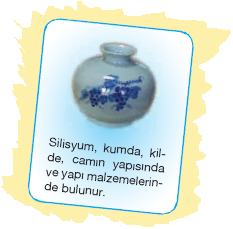 Silisyum, kumda, kil-
de, camın yapısında
ve yapı malzemelerin-
de bulunur.